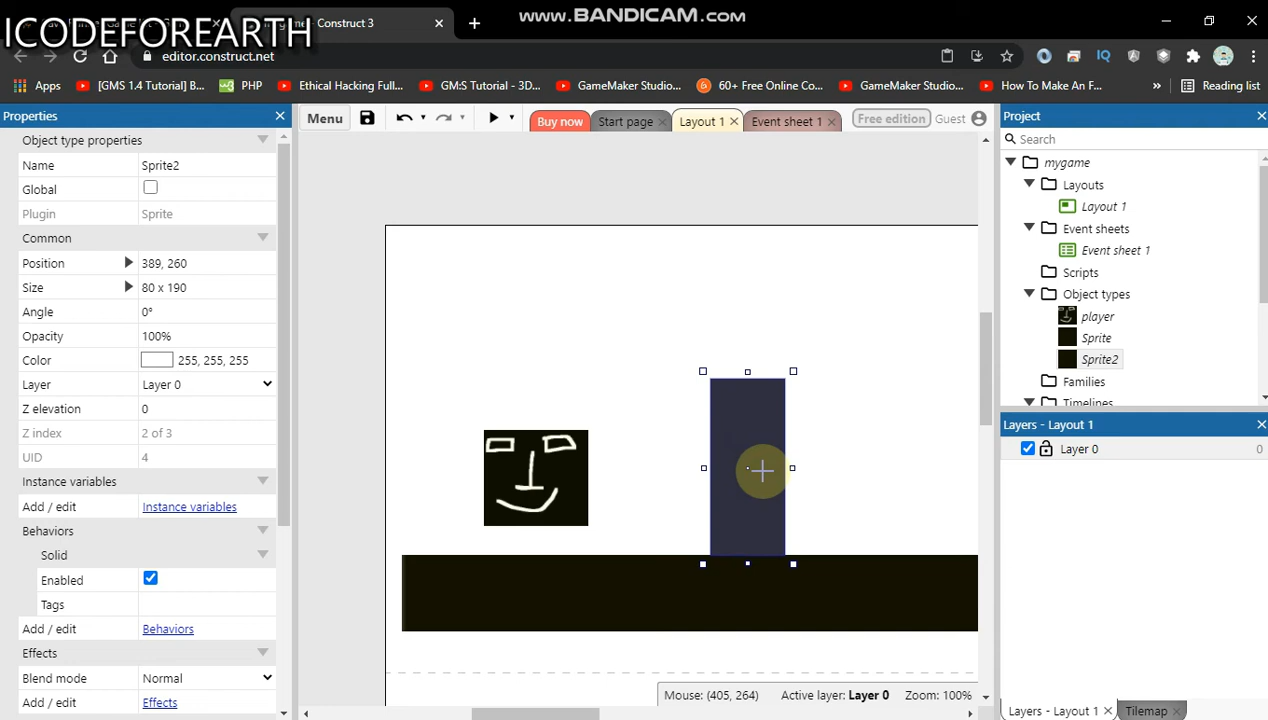 www.BANDICAM.com
ICODEFOREARTH
Construct 3
editor.construct.net
Apps
[GMS 1.4 Tutorial] B...
PHP
Ethical Hacking Full...
GM:S Tutorial - 3D...
GameMaker Studio...
60+ Free Online Co...
GameMaker Studio...
How To Make An F...
»
Reading list
Properties
Menu
Buy now
Start page
Layout 1
Event sheet 1
Free edition
Guest
Project
Object type properties
Name Sprite2
Global
Plugin Sprite
Common
Position 389, 260
Size 80 x 190
Angle 0°
Opacity 100%
Color 255, 255, 255
Layer Layer 0
Z elevation 0
Z index 2 of 3
UID 4
Instance variables
Add / edit Instance variables
Behaviors
Solid
Enabled
Tags
Add / edit Behaviors
Effects
Blend mode Normal
Add / edit Effects
Mouse: (405, 264) Active layer: Layer 0 Zoom: 100%
Search
mygame
Layouts
Layout 1
Event sheets
Event sheet 1
Scripts
Object types
player
Sprite
Sprite2
Families
Timelines
Layers - Layout 1
Layer 0 0
Layers - Layout 1
Tilemap